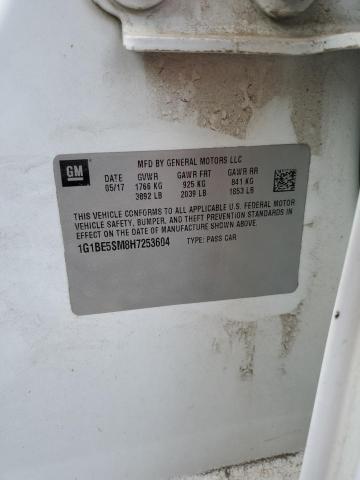 GM
MFD BY GENERAL MOTORS LLC
05/17 GVWR GAWR FRT GAWR RR
1766 KG 925 KG 841 KG
3892 LB 2039 LB 1853 LB
THIS VEHICLE CONFORMS TO ALL APPLICABLE U.S. FEDERAL MOTOR
VEHICLE SAFETY, BUMPER, AND THEFT PREVENTION STANDARDS IN
EFFECT ON THE DATE OF MANUFACTURE SHOWN ABOVE.
1G1BE5SM8H7253604 TYPE: PASS CAR